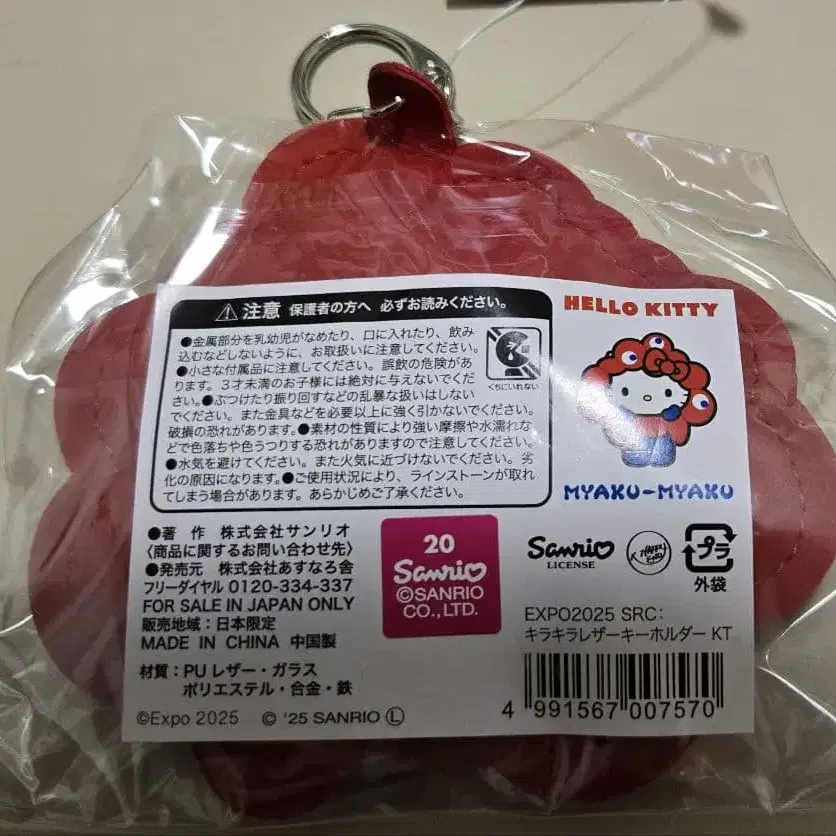 注意 保護者の方へ 必ずお読みください。
●金属部分を乳幼児がなめたり、口に入れたり、飲み
込むなどしないように、お取扱いに注意してください。
●小さな付属品に注意してください。誤飲の危険があ
ります。3才未満のお子様には絶対に与えないでくだ
さい。●ぶつけたり振り回すなどの乱暴な扱いはしない
でください。また金具などを必要以上に強く引かないでください。
破損の恐れがあります。●素材の性質により強い摩擦や水濡れな
どで色落ちや色うつりする恐れがありますので注意してください。
●水気を避けてください。また火気に近づけないでください。劣
化の原因になります。●ご使用状況により、ラインストーンが取れ
てしまう場合があります。あらかじめご了承ください。
くちにいれない
HELLO KITTY
MYAKU-MYAKU
●著 作 株式会社サンリオ
〈商品に関するお問い合わせ先〉
●発売元 株式会社あすなろ舎
フリーダイヤル 0120-334-337
FOR SALE IN JAPAN ONLY
販売地域：日本限定
MADE IN CHINA 中国製
材質：PU レザー・ガラス
ポリエステル・合金・鉄
©Expo 2025 © '25 SANRIO Ⓛ
20
Sanrio
©SANRIO
CO.,LTD.
Sanrio
LICENSE
プラ
外袋
EXPO2025 SRC：
キラキラレザーキーホルダー KT
4 991567 007570